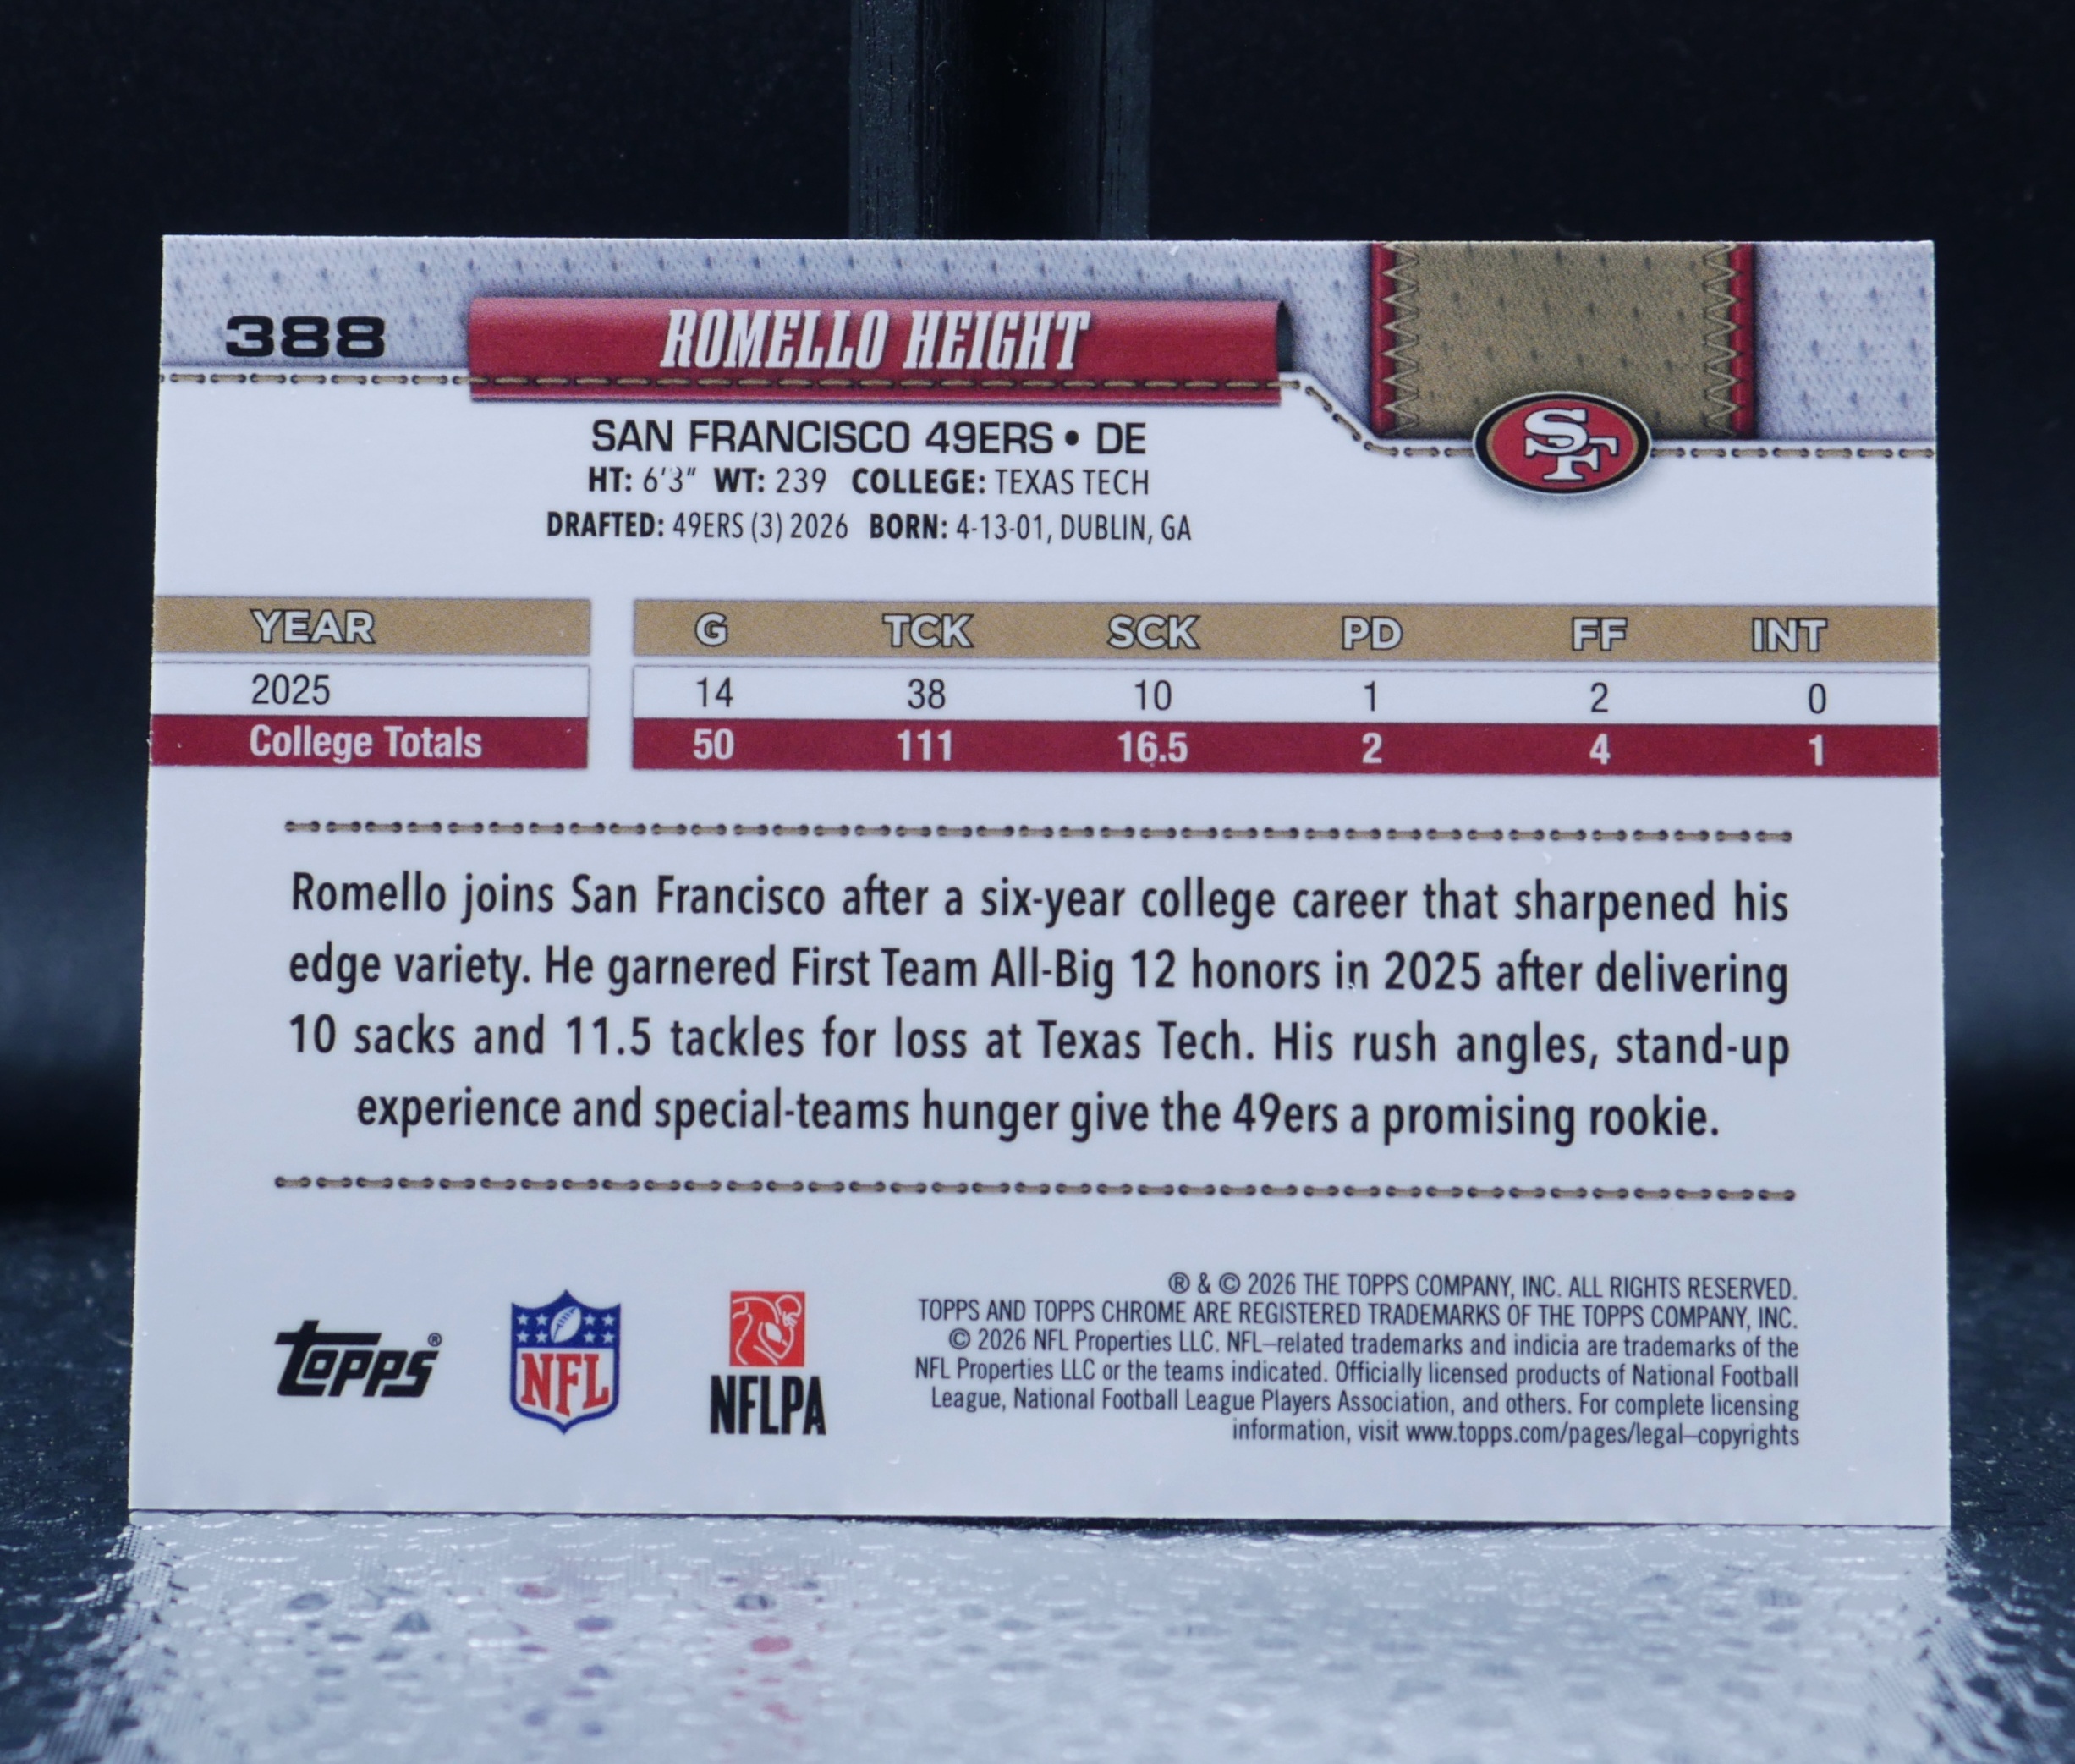 388
ROMELLO HEIGHT
SF
SAN FRANCISCO 49ERS • DE
HT: 6'3" WT: 239 COLLEGE: TEXAS TECH
DRAFTED: 49ERS (3) 2026 BORN: 4-13-01, DUBLIN, GA
YEAR G TCK SCK PD FF INT
2025 14 38 10 1 2 0
College Totals 50 111 16.5 2 4 1
Romello joins San Francisco after a six-year college career that sharpened his
edge variety. He garnered First Team All-Big 12 honors in 2025 after delivering
10 sacks and 11.5 tackles for loss at Texas Tech. His rush angles, stand-up
experience and special-teams hunger give the 49ers a promising rookie.
Topps®
NFL
NFLPA
® & © 2026 THE TOPPS COMPANY, INC. ALL RIGHTS RESERVED.
TOPPS AND TOPPS CHROME ARE REGISTERED TRADEMARKS OF THE TOPPS COMPANY, INC.
© 2026 NFL Properties LLC. NFL–related trademarks and indicia are trademarks of the
NFL Properties LLC or the teams indicated. Officially licensed products of National Football
League, National Football League Players Association, and others. For complete licensing
information, visit www.topps.com/pages/legal–copyrights